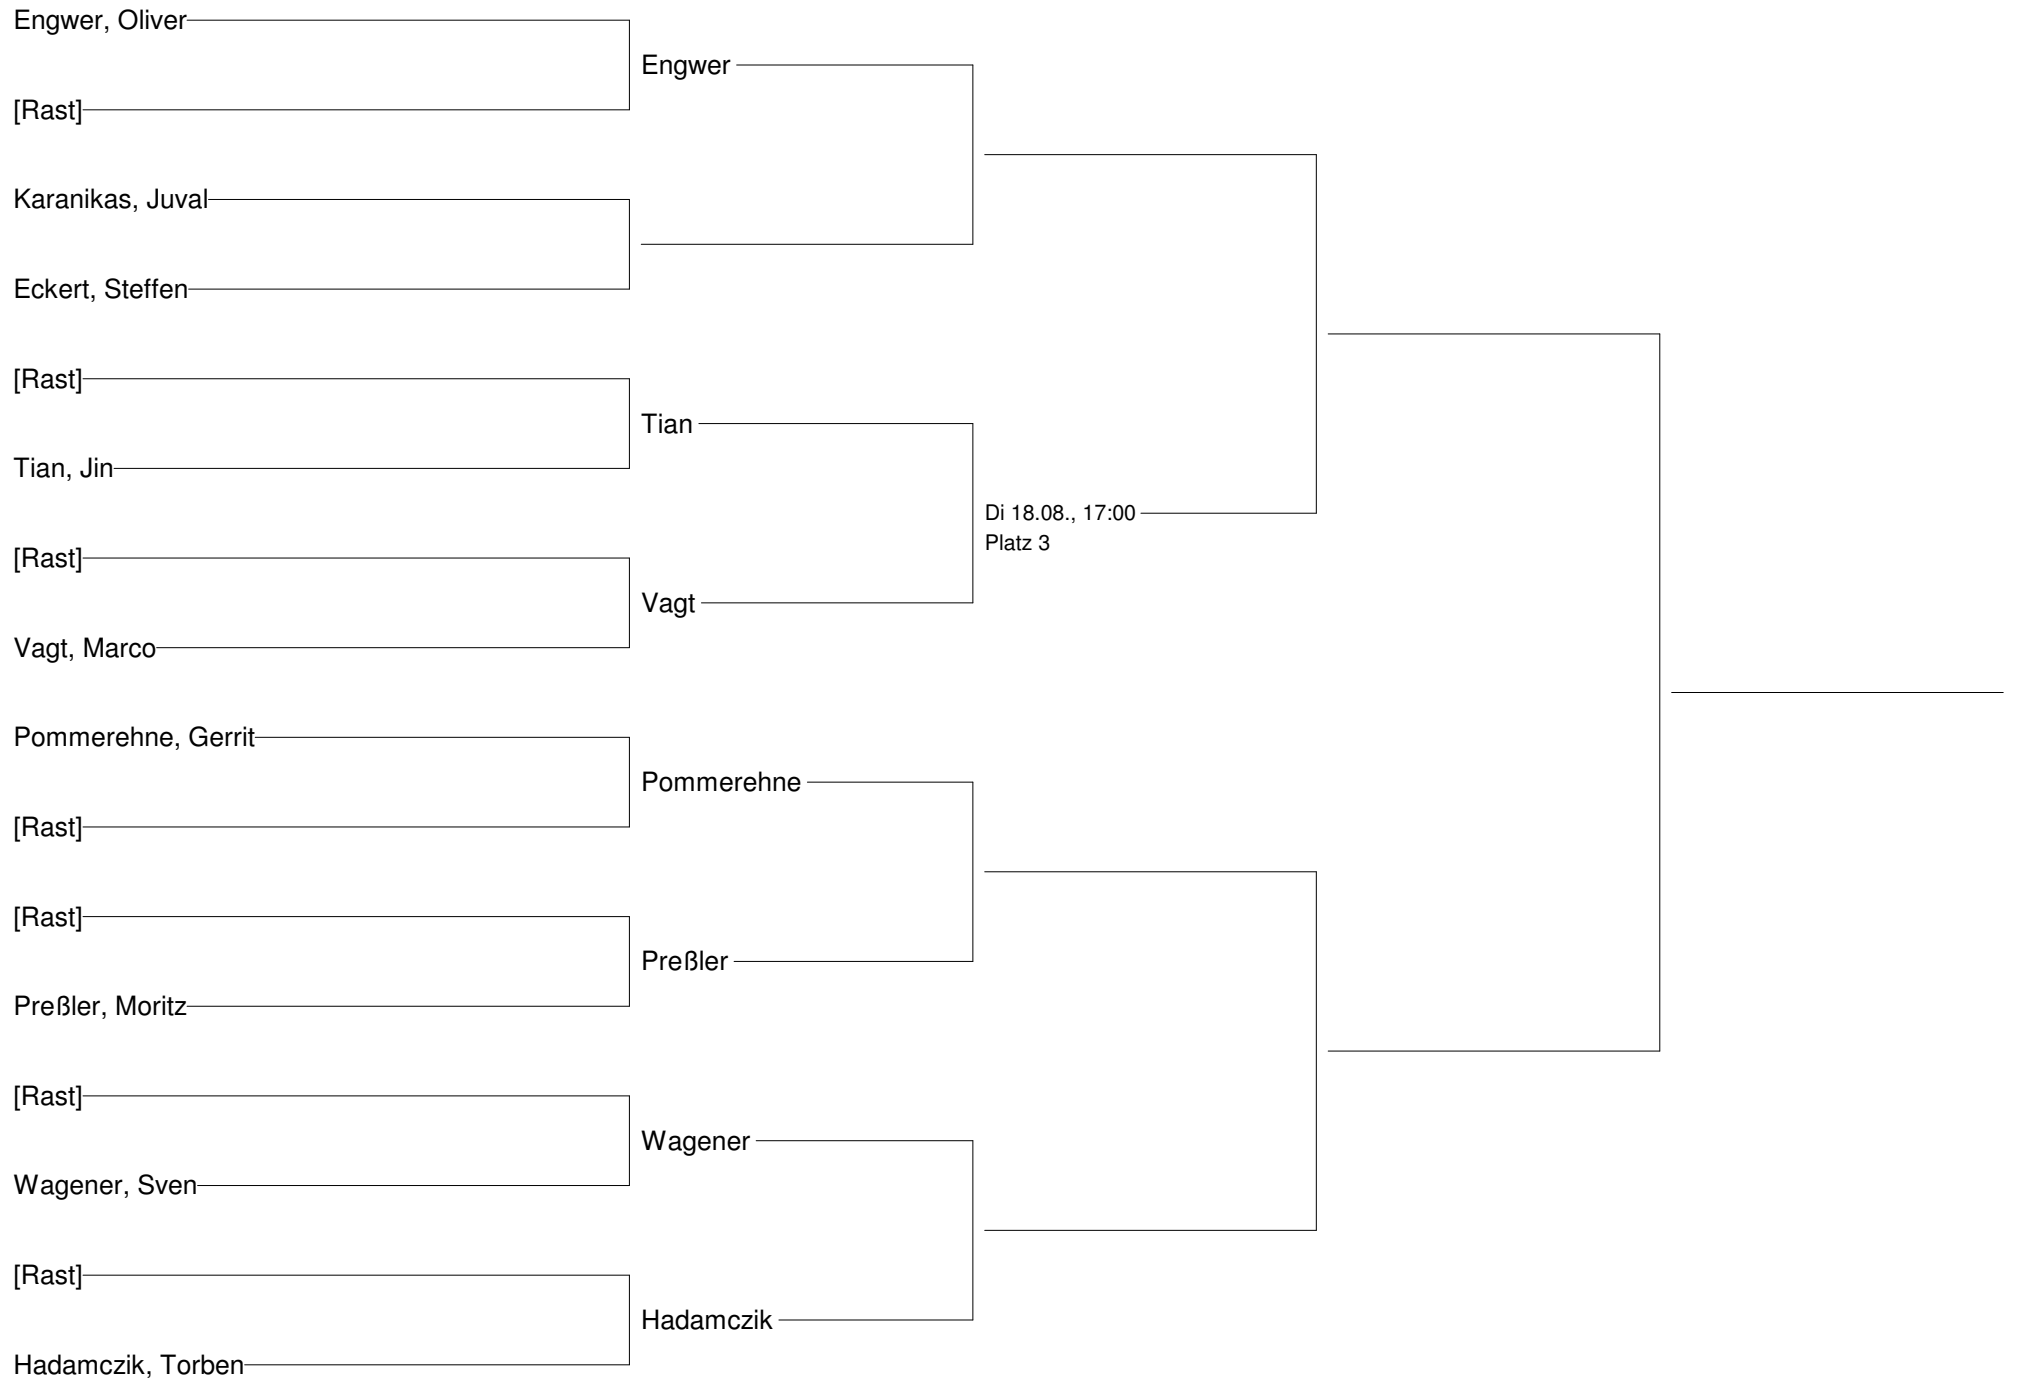 Engwer, Oliver
[Rast]
Karanikas, Juval
Eckert, Steffen
[Rast]
Tian, Jin
[Rast]
Vagt, Marco
Pommerehne, Gerrit
[Rast]
[Rast]
Preßler, Moritz
[Rast]
Wagener, Sven
[Rast]
Hadamczik, Torben
Engwer
Tian
Vagt
Pommerehne
Preßler
Wagener
Hadamczik
Di 18.08., 17:00
Platz 3